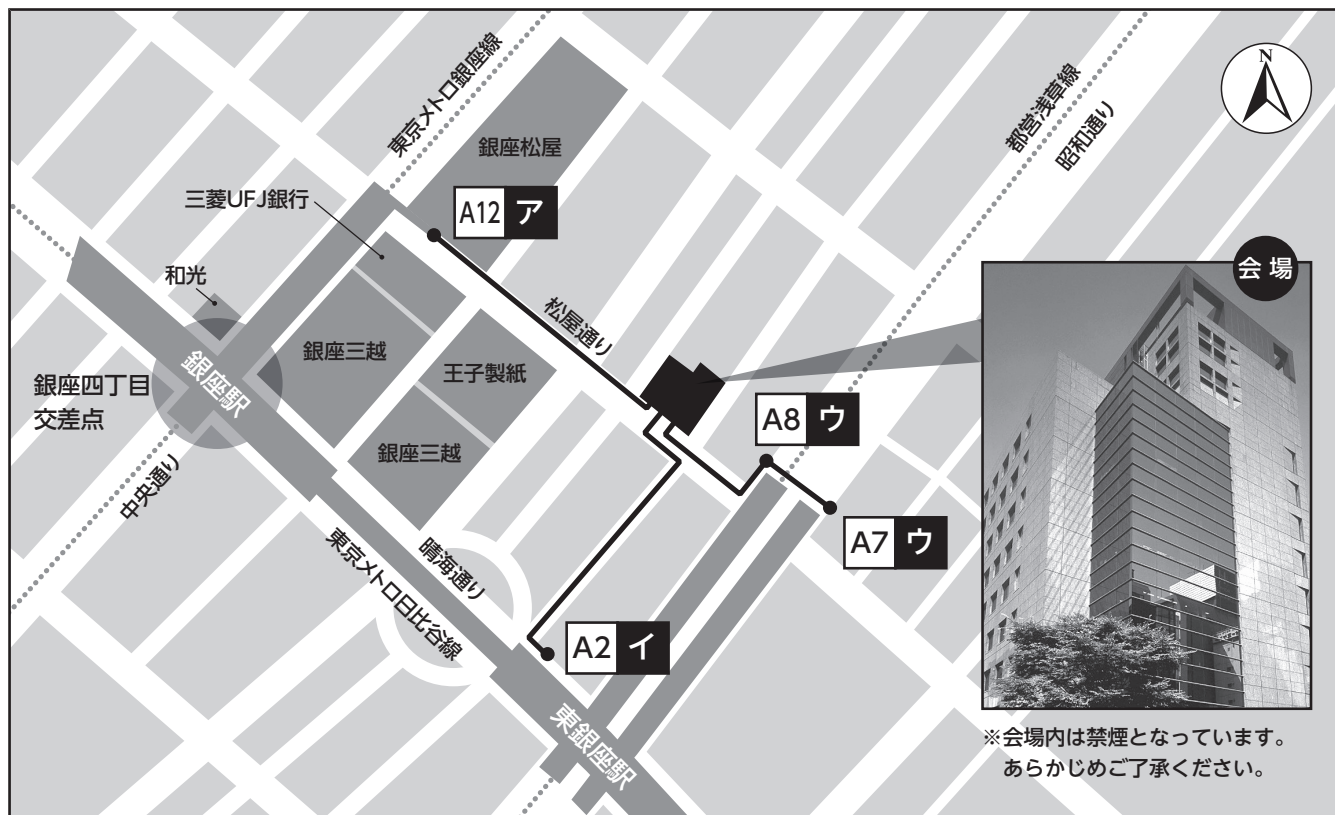 東京メトロ銀座線
都営浅草線
昭和通り
N
銀座松屋
三菱UFJ銀行
A12 ア
和光
会場
松屋通り
銀座三越
王子製紙
銀座四丁目
交差点
銀座駅
A8 ウ
銀座三越
中央通り
A7 ウ
晴海通り
東京メトロ日比谷線
A2 イ
東銀座駅
※会場内は禁煙となっています。
あらかじめご了承ください。